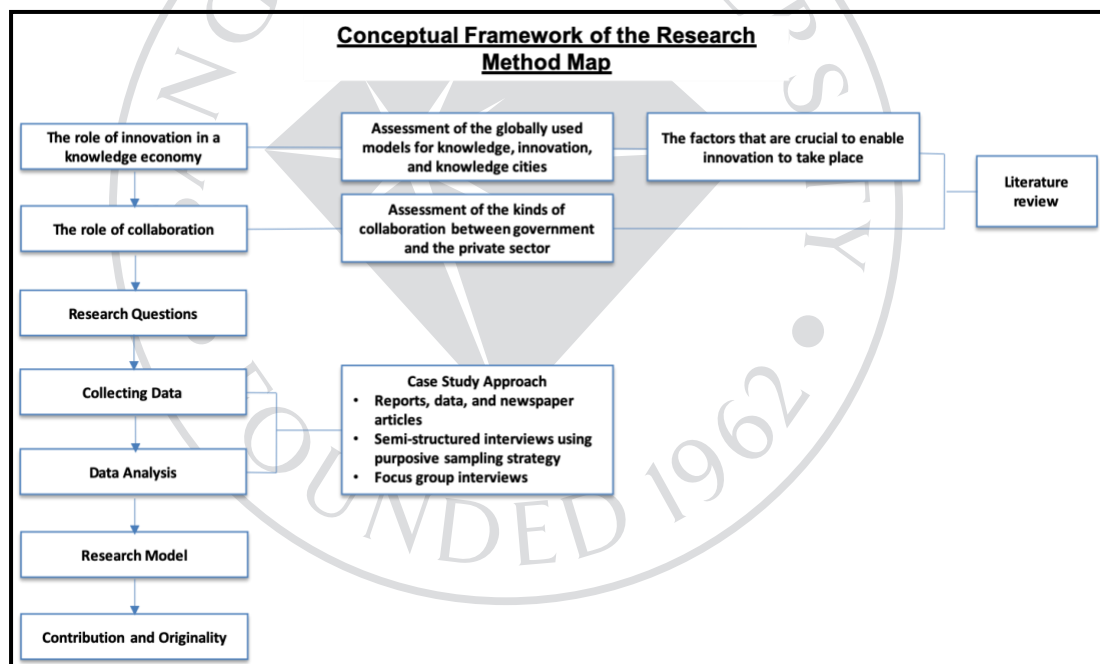 Conceptual Framework of the Research
Method Map
The role of innovation in a
knowledge economy
Assessment of the globally used
models for knowledge, innovation,
and knowledge cities
The factors that are crucial to enable
innovation to take place
Literature
review
The role of collaboration
Assessment of the kinds of
collaboration between government
and the private sector
Research Questions
Collecting Data
Case Study Approach
• Reports, data, and newspaper
articles
• Semi-structured interviews using
purposive sampling strategy
• Focus group interviews
Data Analysis
Research Model
Contribution and Originality
FOUNDED 1962